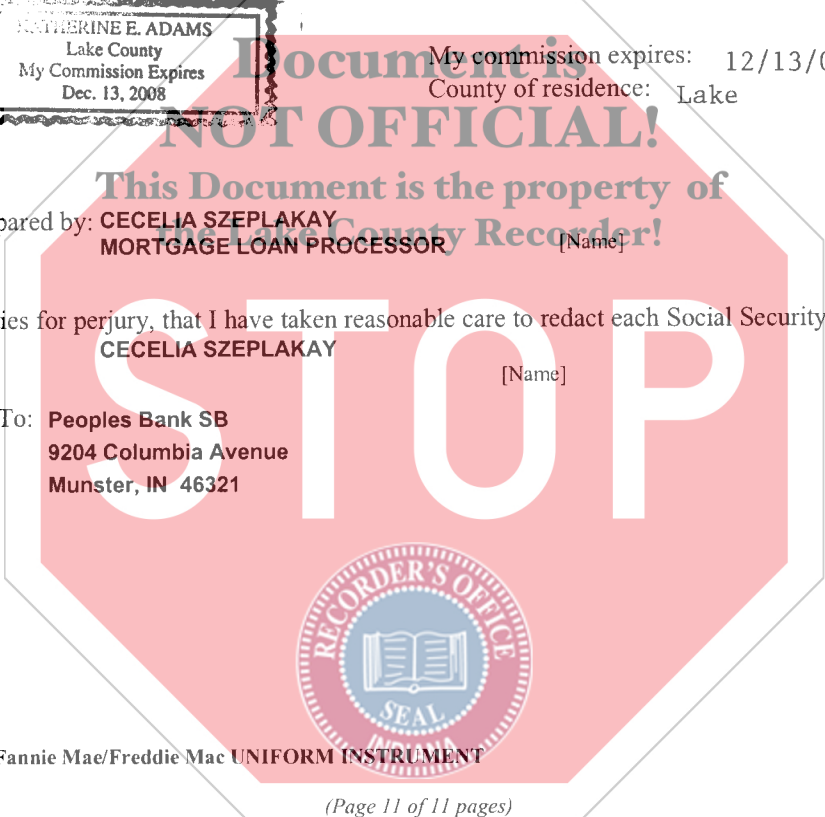 KATHERINE E. ADAMS
Lake County
My Commission Expires
Dec. 13, 2008
My commission expires: 12/13/0
County of residence: Lake
Document is
NOT OFFICIAL!
This Document is the property of
the Lake County Recorder!
pared by: CECELIA SZEPLAKAY
MORTGAGE LOAN PROCESSOR [Name]
ies for perjury, that I have taken reasonable care to redact each Social Security
CECELIA SZEPLAKAY
[Name]
STOP
To: Peoples Bank SB
9204 Columbia Avenue
Munster, IN 46321
RECORDER'S OFFICE
SEAL
INDIANA
Fannie Mae/Freddie Mac UNIFORM INSTRUMENT
(Page 11 of 11 pages)